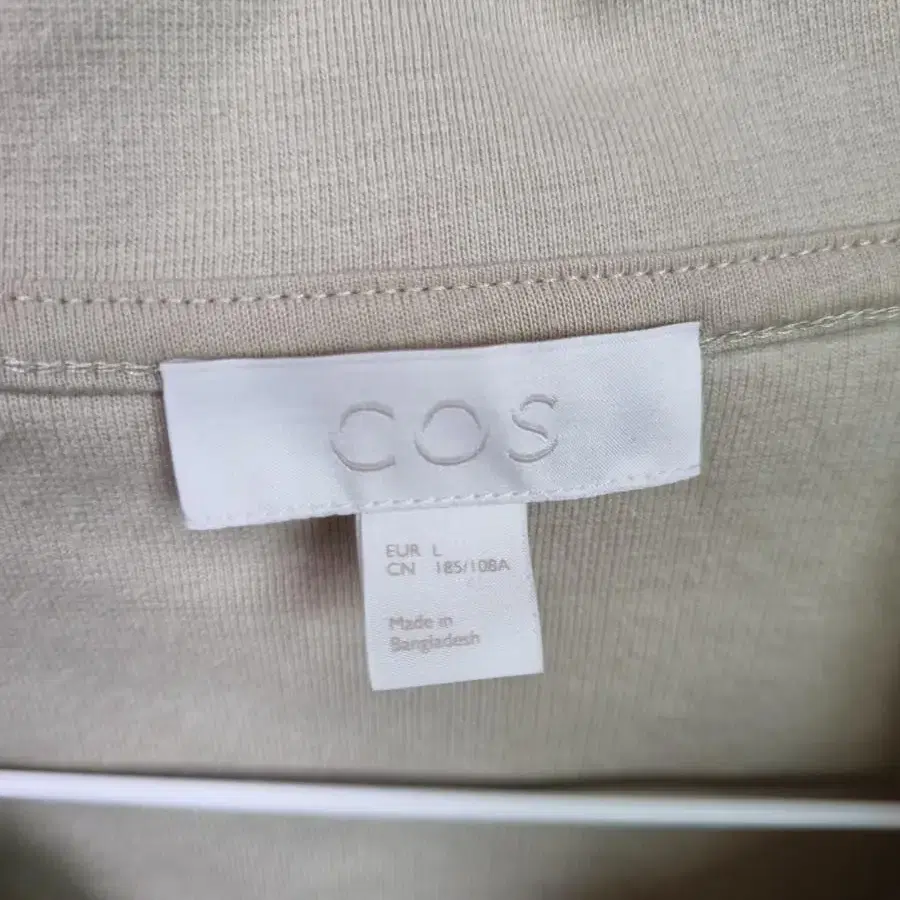 COS
EUR L
CN 185/108A
Made in
Bangladesh